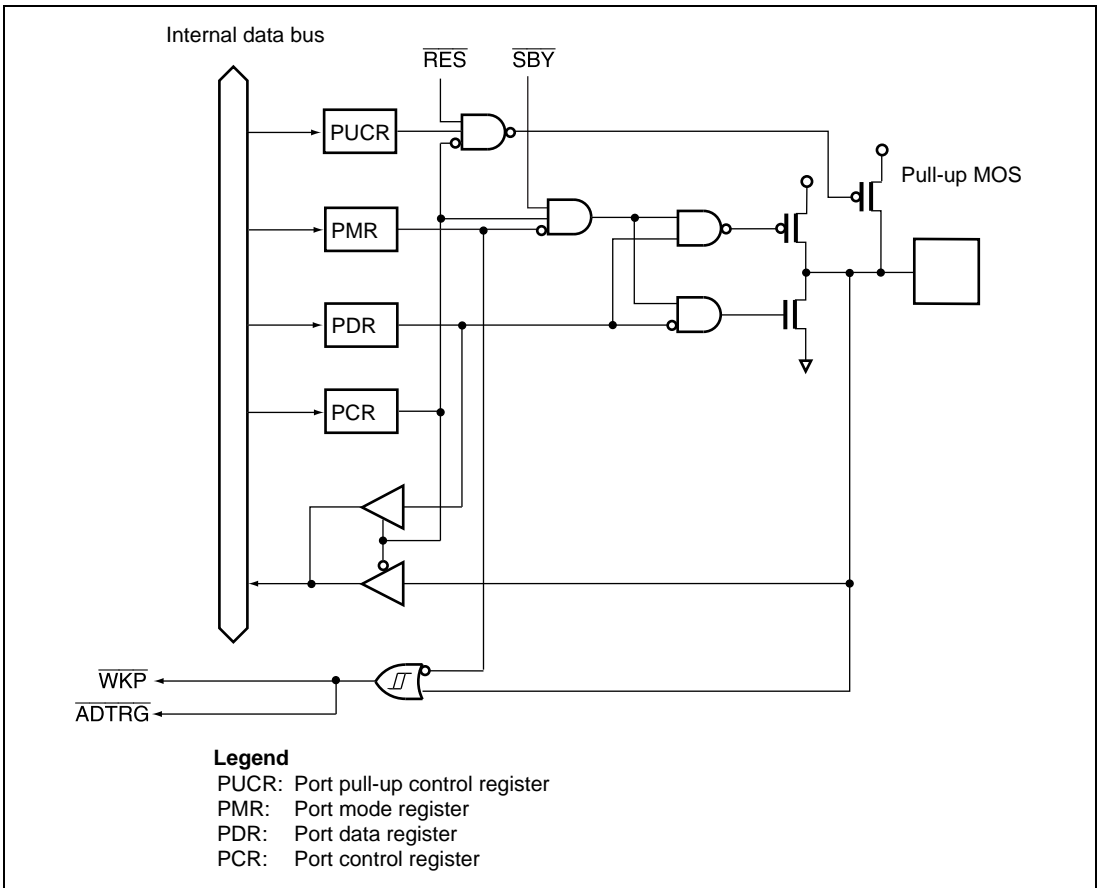 Internal data bus
RES
SBY
PUCR
Pull-up MOS
PMR
PDR
PCR
WKP
ADTRG
Legend
PUCR: Port pull-up control register
PMR: Port mode register
PDR: Port data register
PCR: Port control register